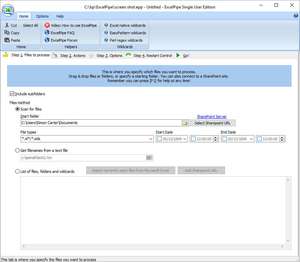 C:\bp\ExcelPipe\screen shot.epp - Untitled - ExcelPipe Single User Edition
Home Options Help
Cut Select All
Copy
Paste
Home
Video: How to use ExcelPipe
ExcelPipe FAQ
ExcelPipe Forum
Helpers
Excel native wildcards
ExcelPipe wildcards
Perl regex wildcards
Wildcards
Step 1. Files to process Step 2. Actions Step 3. Options Step 4. Restart Control Go!
This is where you specify which files you want to process.
Drag & drop files or folders, or specify a starting folder. You can also connect to a SharePoint site.
Remember you can press [F1] for help at any time!
Include subfolders
Files method
Scan for files
Start folder
SharePoint Server
C:\Users\Simon Carter\Documents\
Select Sharepoint URL
File types
Start Date
End Date
*.xl*;*.xls
Get filenames from a text file
List of files, folders and wildcards
Add Sharepoint URL
This tab is where you specify the files you want to process